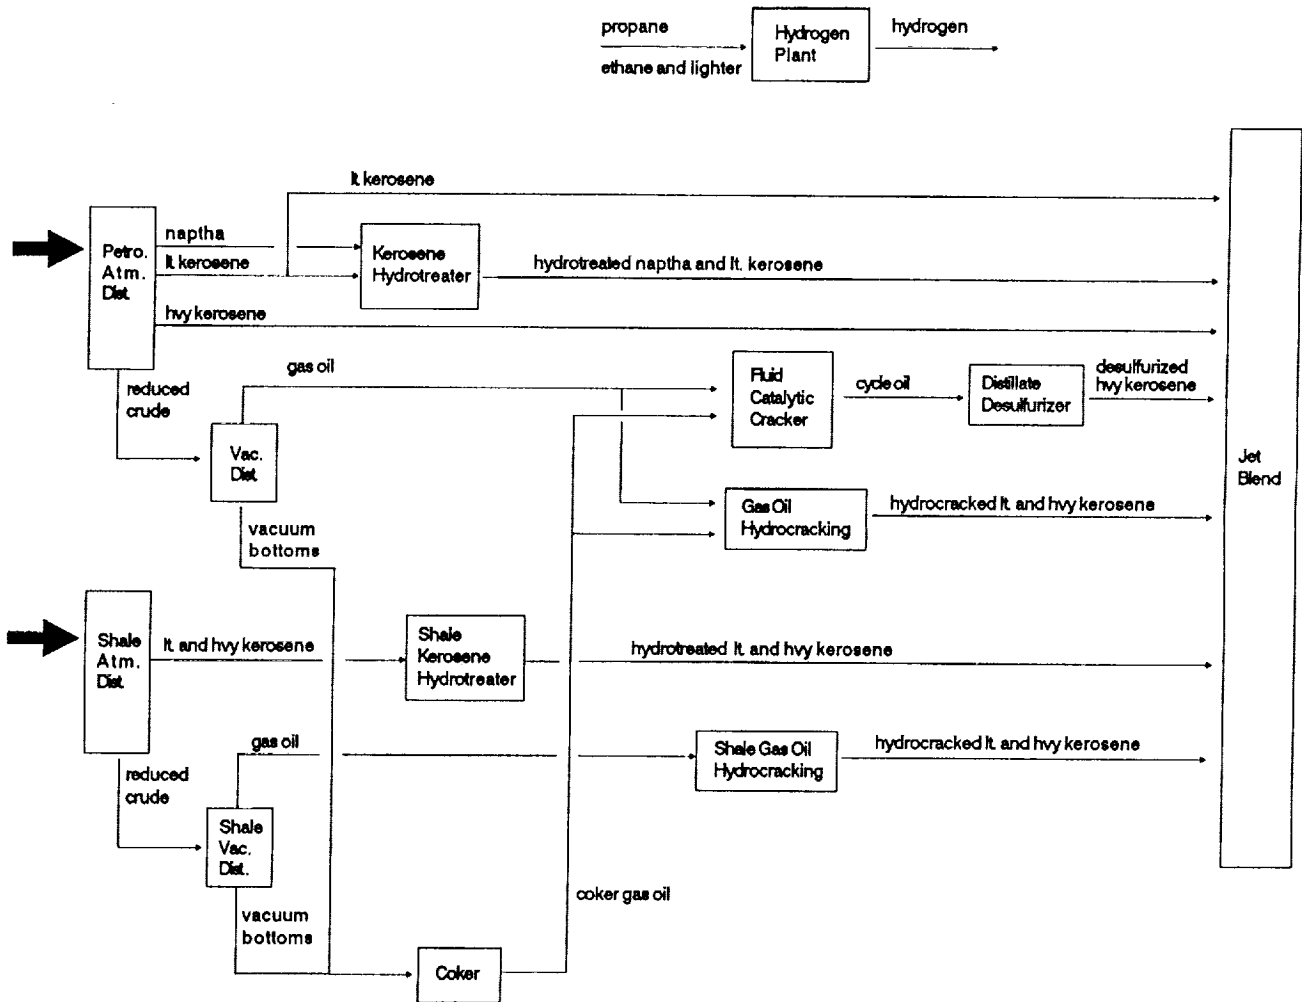 propane
ethane and lighter
Hydrogen
Plant
hydrogen
lt. kerosene
Petro.
Atm.
Dist.
naptha
lt. kerosene
Kerosene
Hydrotreater
hydrotreated naptha and lt. kerosene
hvy kerosene
reduced
crude
gas oil
Vac.
Dist.
Fluid
Catalytic
Cracker
cycle oil
Distillate
Desulfurizer
desulfurized
hvy kerosene
Jet
Blend
vacuum
bottoms
Gas Oil
Hydrocracking
hydrocracked lt. and hvy kerosene
Shale
Atm.
Dist.
lt. and hvy kerosene
Shale
Kerosene
Hydrotreater
hydrotreated lt. and hvy kerosene
reduced
crude
gas oil
Shale
Vac.
Dist.
Shale Gas Oil
Hydrocracking
hydrocracked lt. and hvy kerosene
vacuum
bottoms
Coker
coker gas oil